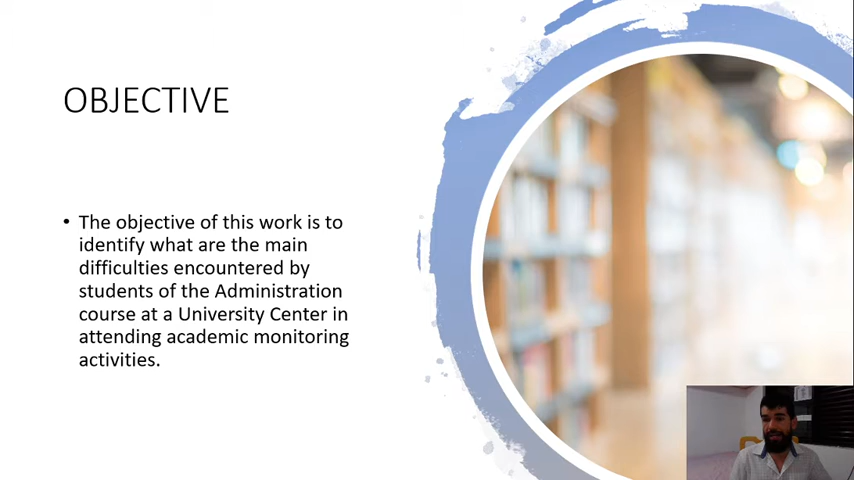 OBJECTIVE
• The objective of this work is to
identify what are the main
difficulties encountered by
students of the Administration
course at a University Center in
attending academic monitoring
activities.